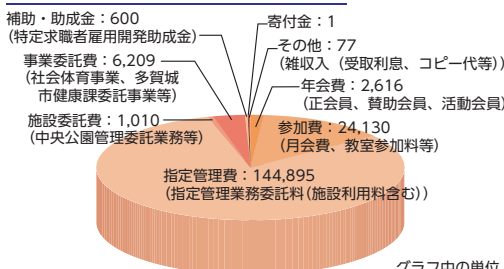 補助・助成金：600
(特定求職者雇用開発助成金)
事業委託費：6,209
(社会体育事業、多賀城
市健康課委託事業等)
施設委託費：1,010
(中央公園管理委託業務等)
寄付金：1
その他：77
(雑収入（受取利息、コピー代等）)
年会費：2,616
(正会員、賛助会員、活動会員)
参加費：24,130
(月会費、教室参加料等)
指定管理費：144,895
(指定管理業務委託料(施設利用料含む))
グラフ中の単位